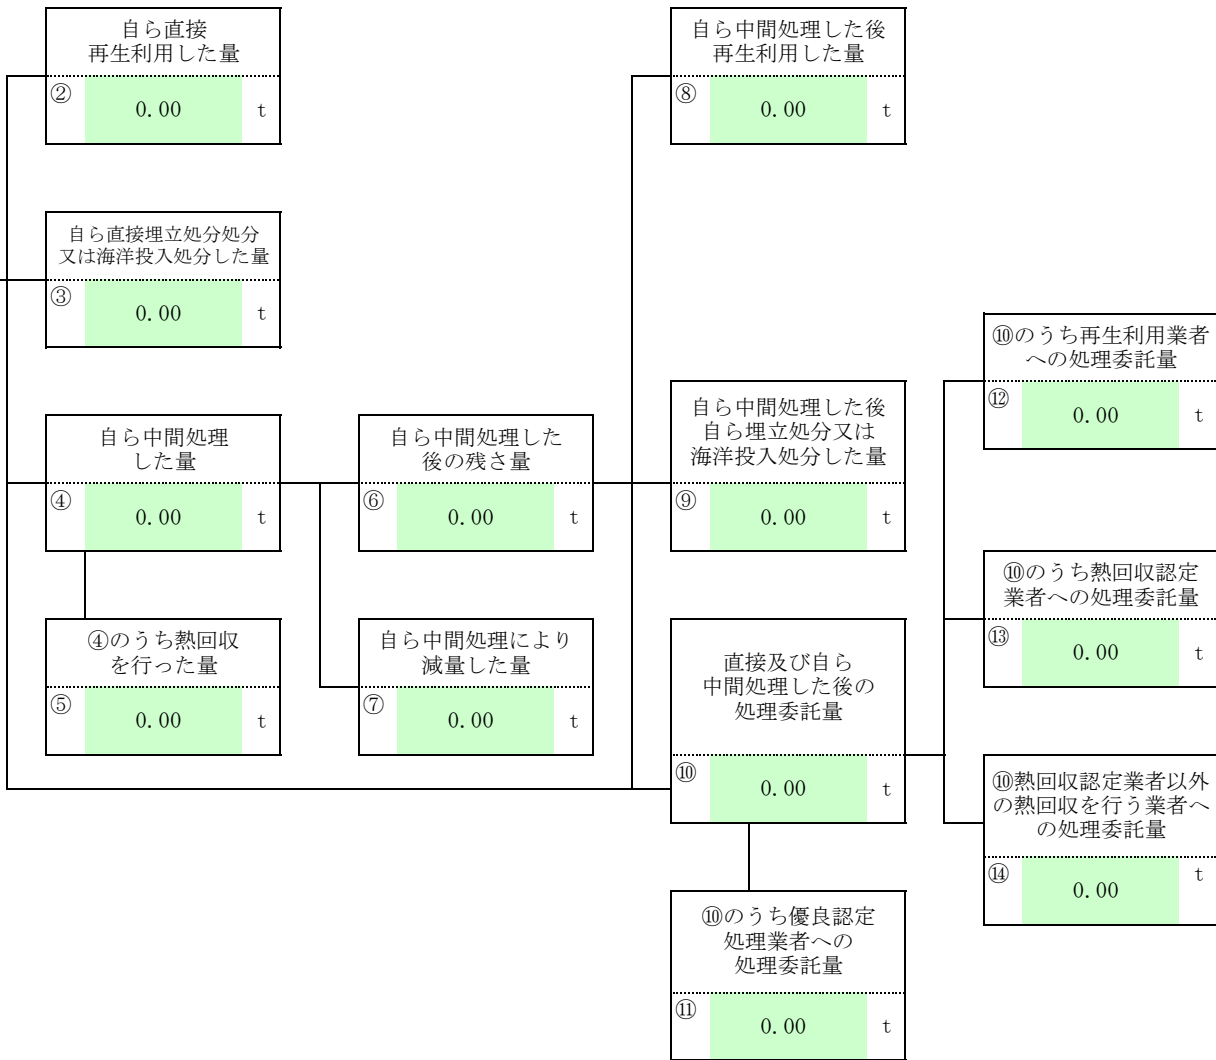 自ら直接
再生利用した量
②
0.00
t
自ら中間処理した後
再生利用した量
⑧
0.00
t
自ら直接埋立処分処分
又は海洋投入処分した量
③
0.00
t
⑩のうち再生利用業者
への処理委託量
⑫
0.00
t
自ら中間処理
した量
④
0.00
t
自ら中間処理した
後の残さ量
⑥
0.00
t
自ら中間処理した後
自ら埋立処分又は
海洋投入処分した量
⑨
0.00
t
⑩のうち熱回収認定
業者への処理委託量
⑬
0.00
t
④のうち熱回収
を行った量
⑤
0.00
t
自ら中間処理により
減量した量
⑦
0.00
t
直接及び自ら
中間処理した後の
処理委託量
⑩
0.00
t
⑩熱回収認定業者以外
の熱回収を行う業者へ
の処理委託量
⑭
0.00
t
⑩のうち優良認定
処理業者への
処理委託量
⑪
0.00
t